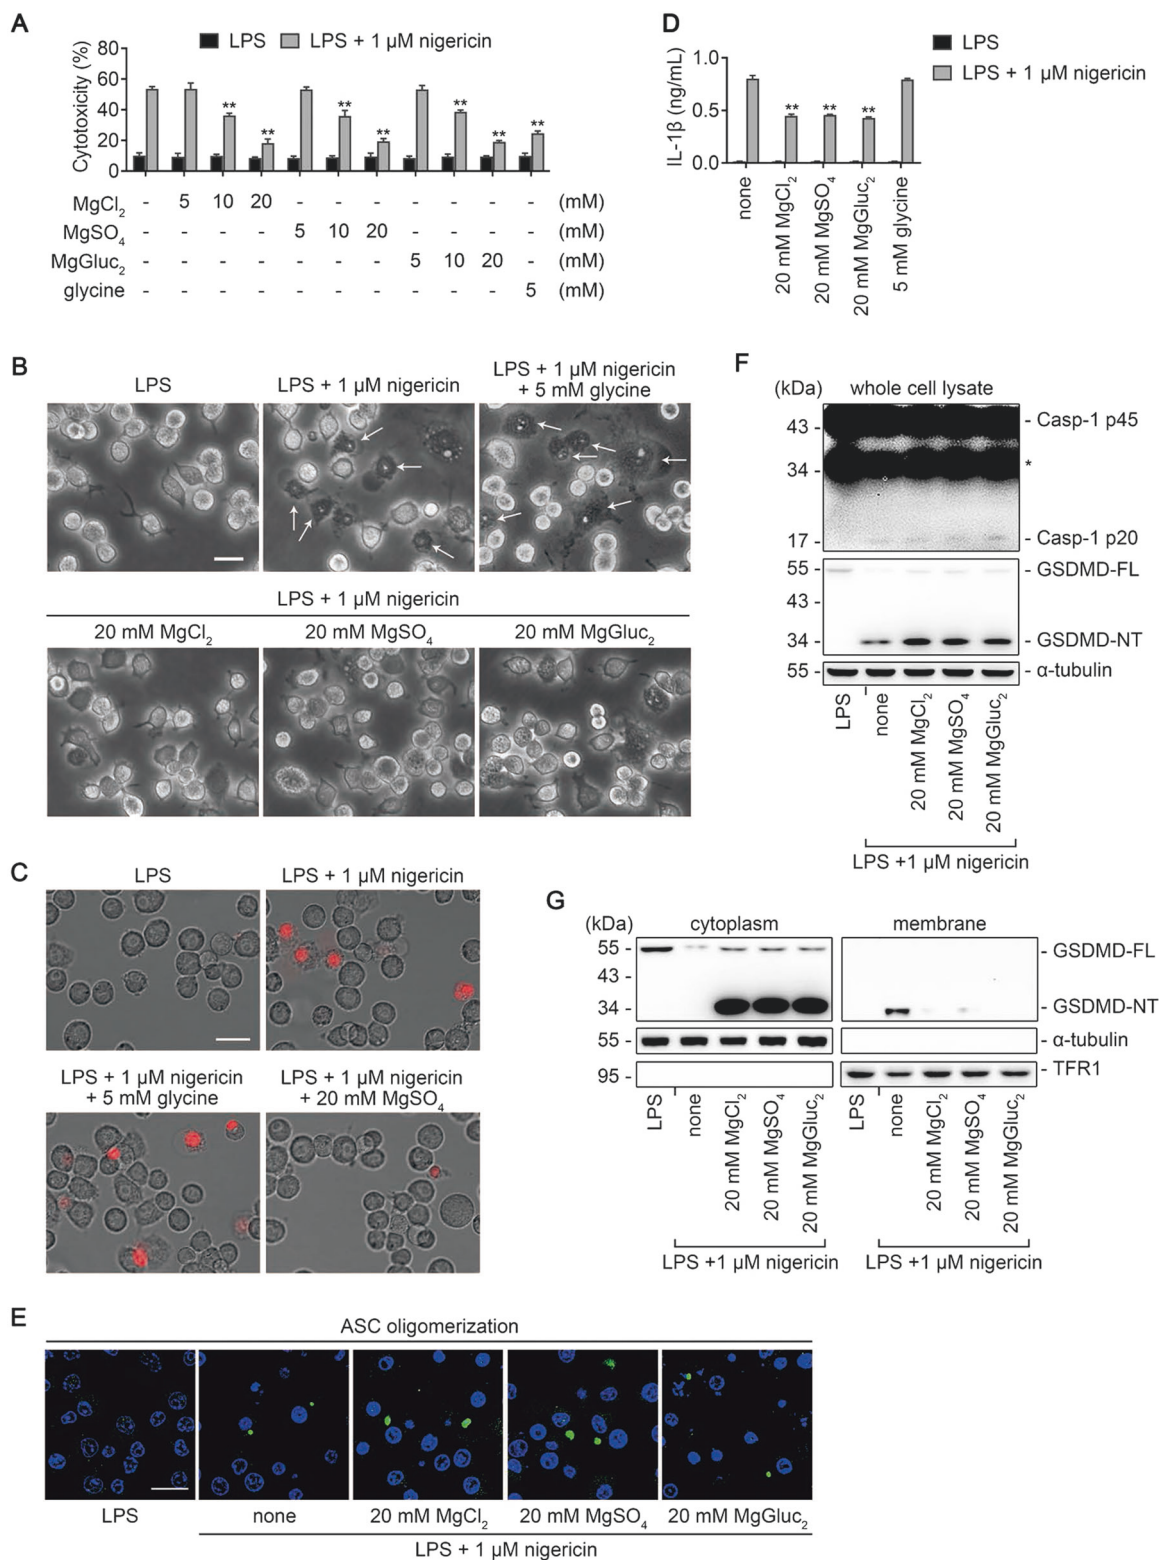 A
LPS
LPS + 1 µM nigericin
Cytotoxicity (%)
80
60
40
20
0
** ** ** ** ** ** **
MgCl2 - 5 10 20 - - - - - - - (mM)
MgSO4 - - - - 5 10 20 - - - - (mM)
MgGluc2 - - - - - - - 5 10 20 - (mM)
glycine - - - - - - - - - - 5 (mM)
D
LPS
LPS + 1 µM nigericin
IL-1β (ng/mL)
1.0
0.5
0.0
** ** **
none
20 mM MgCl2
20 mM MgSO4
20 mM MgGluc2
5 mM glycine
B
LPS
LPS + 1 µM nigericin
LPS + 1 µM nigericin
+ 5 mM glycine
LPS + 1 µM nigericin
20 mM MgCl2
20 mM MgSO4
20 mM MgGluc2
F
(kDa) whole cell lysate
43 - - Casp-1 p45
34 - *
17 - - Casp-1 p20
55 - - GSDMD-FL
43 -
34 - - GSDMD-NT
55 - - α-tubulin
LPS
none
20 mM MgCl2
20 mM MgSO4
20 mM MgGluc2
LPS +1 µM nigericin
C
LPS
LPS + 1 µM nigericin
LPS + 1 µM nigericin
+ 5 mM glycine
LPS + 1 µM nigericin
+ 20 mM MgSO4
G
(kDa) cytoplasm membrane
55 - - GSDMD-FL
43 -
34 - - GSDMD-NT
55 - - α-tubulin
95 - - TFR1
LPS
none
20 mM MgCl2
20 mM MgSO4
20 mM MgGluc2
LPS
none
20 mM MgCl2
20 mM MgSO4
20 mM MgGluc2
LPS +1 µM nigericin
LPS +1 µM nigericin
E
ASC oligomerization
LPS
none
20 mM MgCl2
20 mM MgSO4
20 mM MgGluc2
LPS + 1 µM nigericin